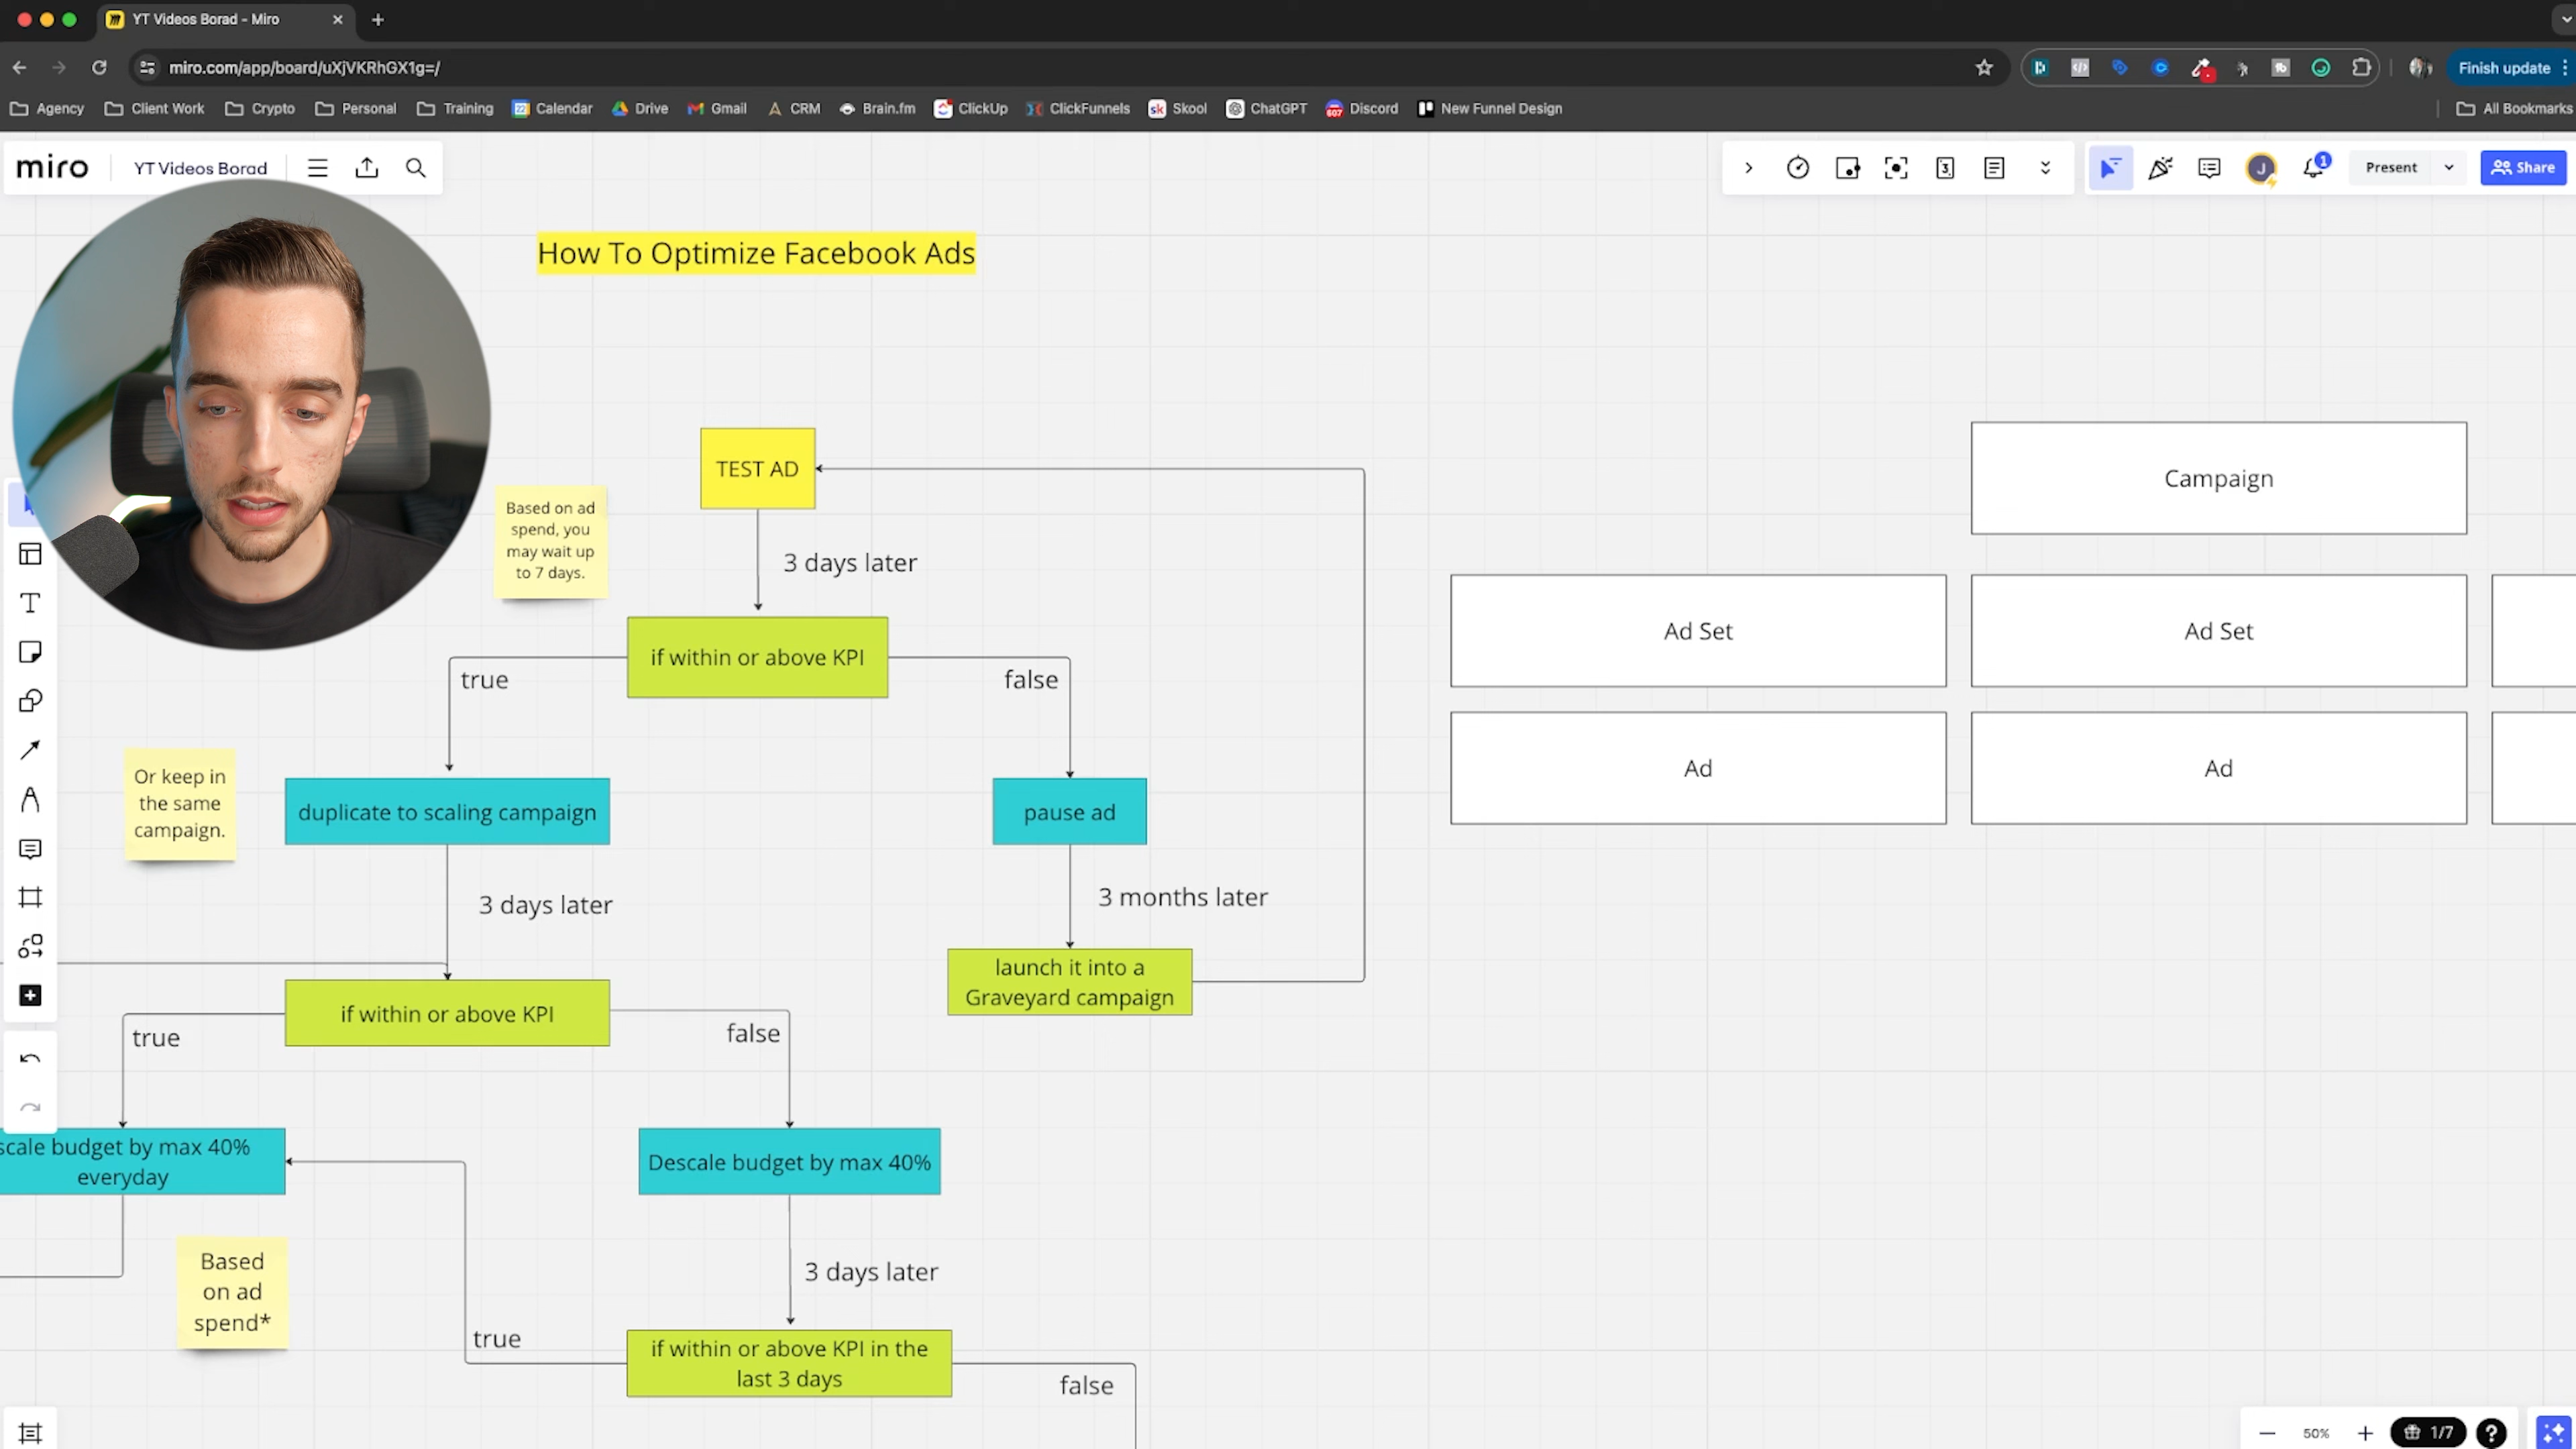 YT Videos Borad - Miro
miro.com/app/board/uXjVKRhGX1g=/
Finish update
Agency
Client Work
Crypto
Personal
Training
Calendar
Drive
Gmail
CRM
Brain.fm
ClickUp
ClickFunnels
Skool
ChatGPT
Discord
New Funnel Design
All Bookmarks
miro
YT Videos Borad
J
1
Present
Share
How To Optimize Facebook Ads
TEST AD
Based on ad
spend, you
may wait up
to 7 days.
3 days later
if within or above KPI
true
false
Or keep in
the same
campaign.
duplicate to scaling campaign
pause ad
3 days later
3 months later
launch it into a
Graveyard campaign
if within or above KPI
true
false
scale budget by max 40%
everyday
Descale budget by max 40%
Based
on ad
spend*
3 days later
true
if within or above KPI in the
last 3 days
false
Campaign
Ad Set
Ad Set
Ad
Ad
50%
1/7